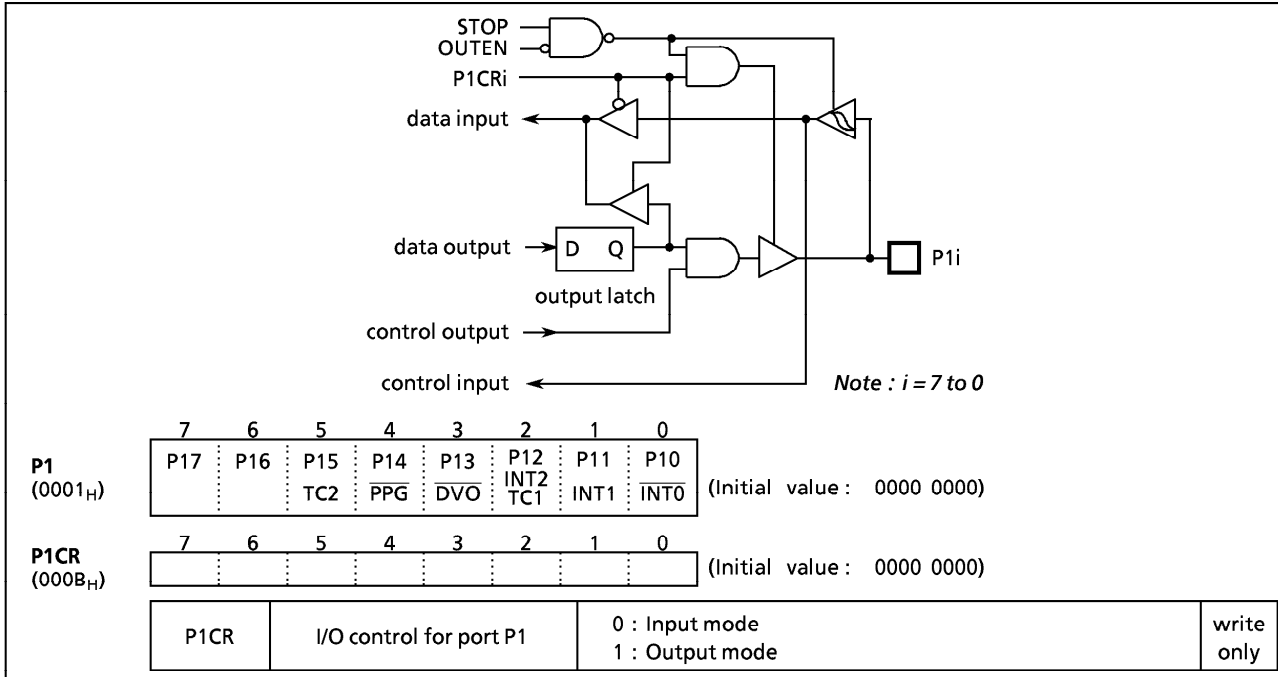 STOP
OUTEN
P1CRi
data input
data output
D Q
output latch
control output
control input
P1i
Note : i = 7 to 0
7 6 5 4 3 2 1 0
P1
(0001H)
P17 P16 P15 P14 P13 P12 P11 P10
TC2 PPG DVO INT2 TC1 INT1 INT0
(Initial value : 0000 0000)
7 6 5 4 3 2 1 0
P1CR
(000BH)
(Initial value : 0000 0000)
P1CR I/O control for port P1
0 : Input mode
1 : Output mode
write
only